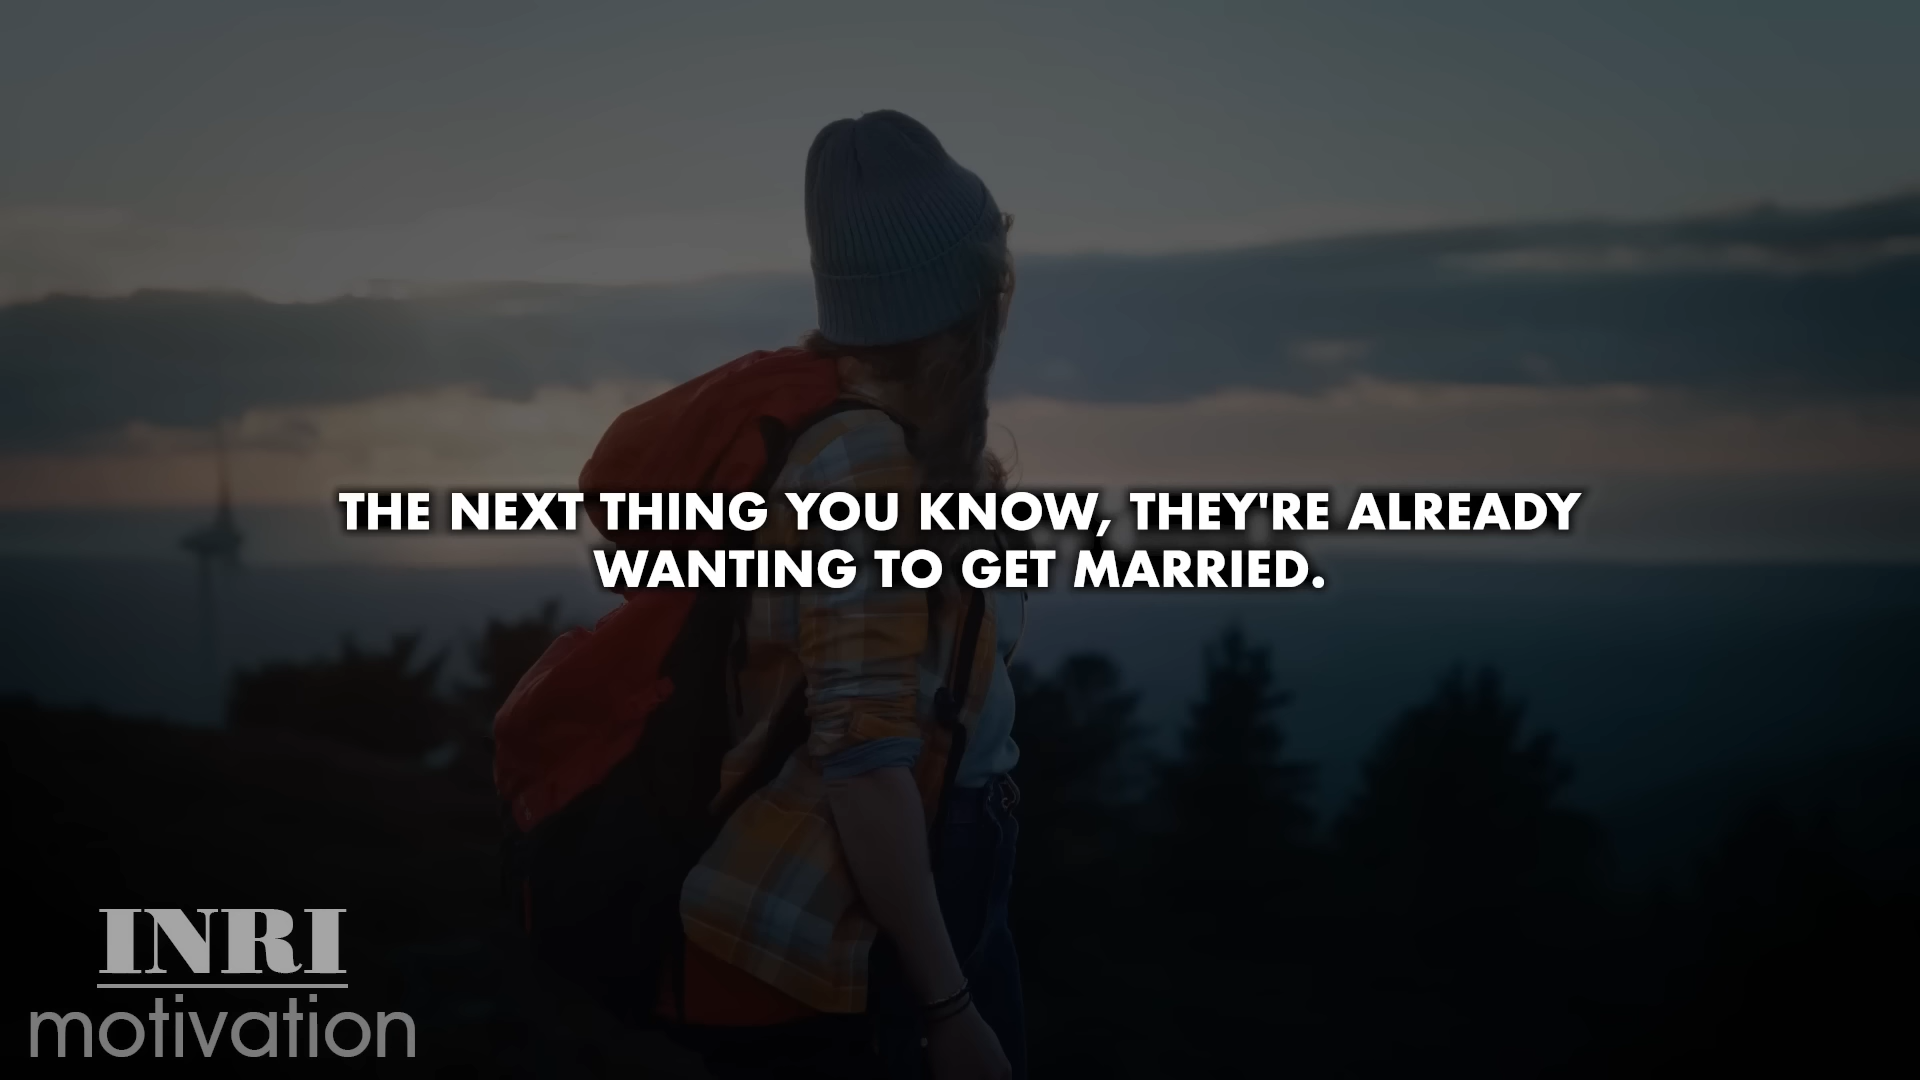 THE NEXT THING YOU KNOW, THEY'RE ALREADY
WANTING TO GET MARRIED.
INRI
motivation